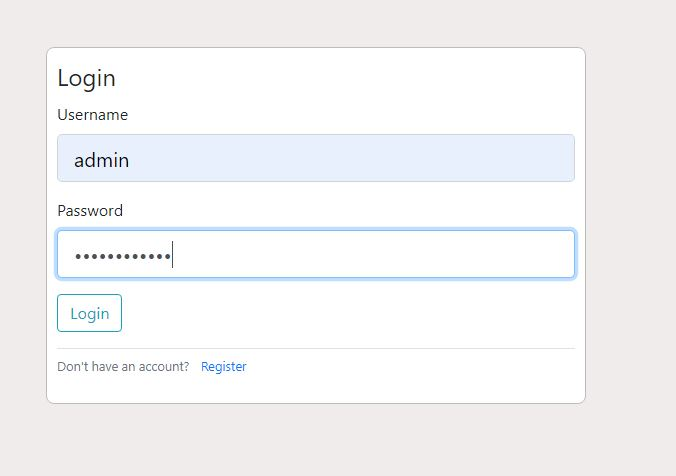 Login
Username
admin
Password
••••••••••••
Login
Don't have an account? Register